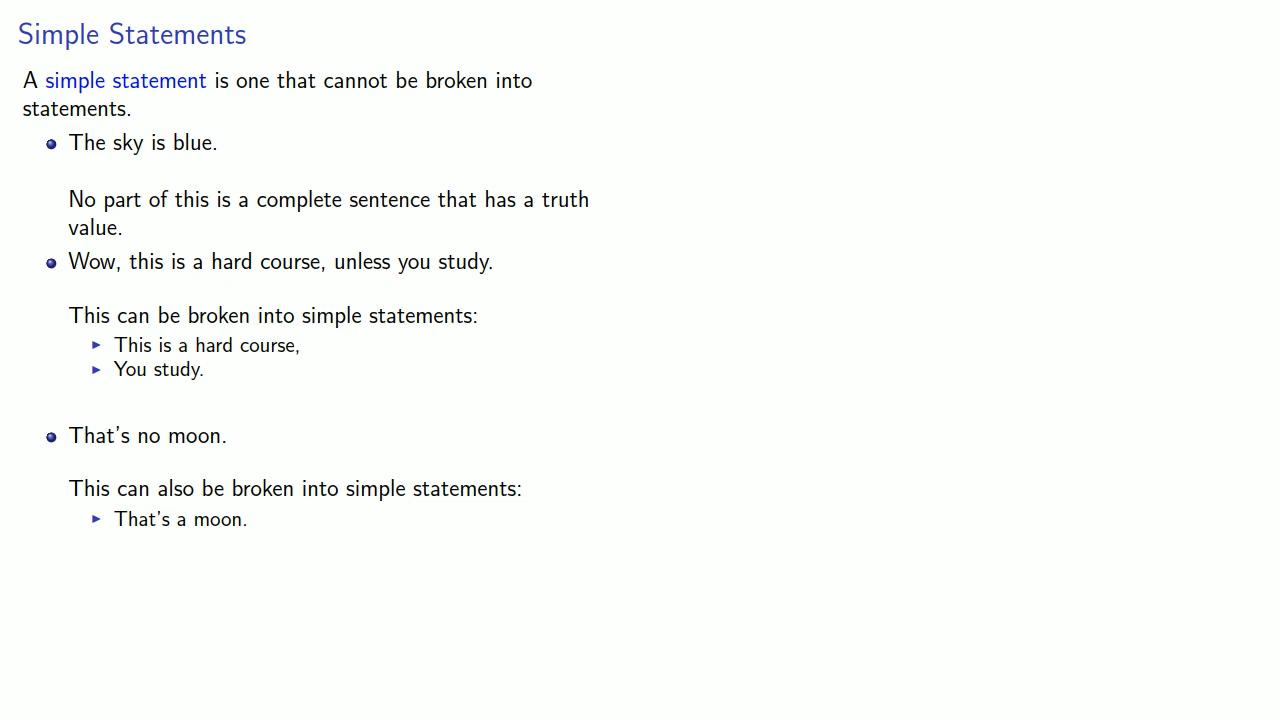 Simple Statements
A simple statement is one that cannot be broken into
statements.
The sky is blue.
No part of this is a complete sentence that has a truth
value.
Wow, this is a hard course, unless you study.
This can be broken into simple statements:
This is a hard course,
You study.
That's no moon.
This can also be broken into simple statements:
That's a moon.